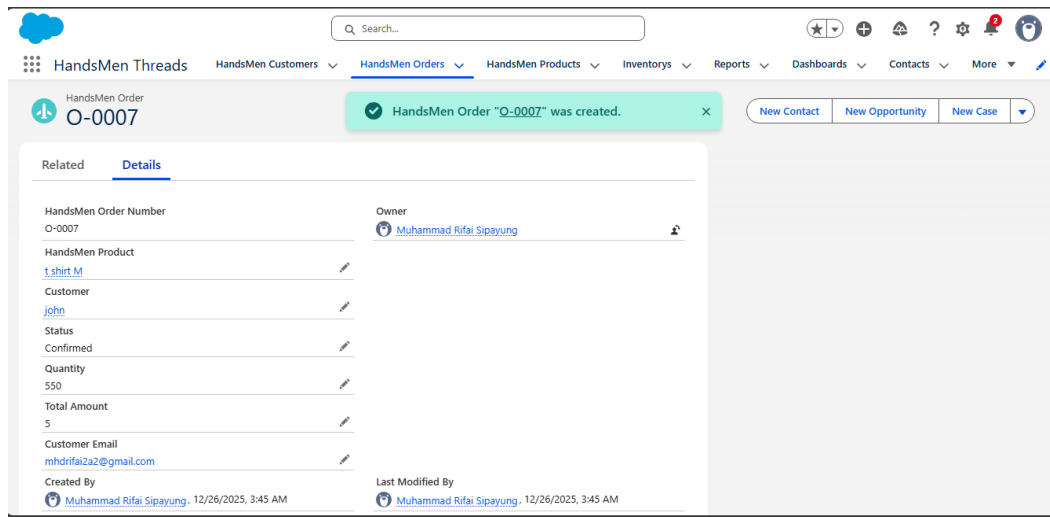 Search...
2
HandsMen Threads HandsMen Customers HandsMen Orders HandsMen Products Inventorys Reports Dashboards Contacts More
HandsMen Order
O-0007
HandsMen Order "O-0007" was created.
New Contact New Opportunity New Case
Related Details
HandsMen Order Number
O-0007
Owner
Muhammad Rifai Sipayung
HandsMen Product
t shirt M
Customer
john
Status
Confirmed
Quantity
550
Total Amount
5
Customer Email
mhdrifai2a2@gmail.com
Created By
Muhammad Rifai Sipayung, 12/26/2025, 3:45 AM
Last Modified By
Muhammad Rifai Sipayung, 12/26/2025, 3:45 AM